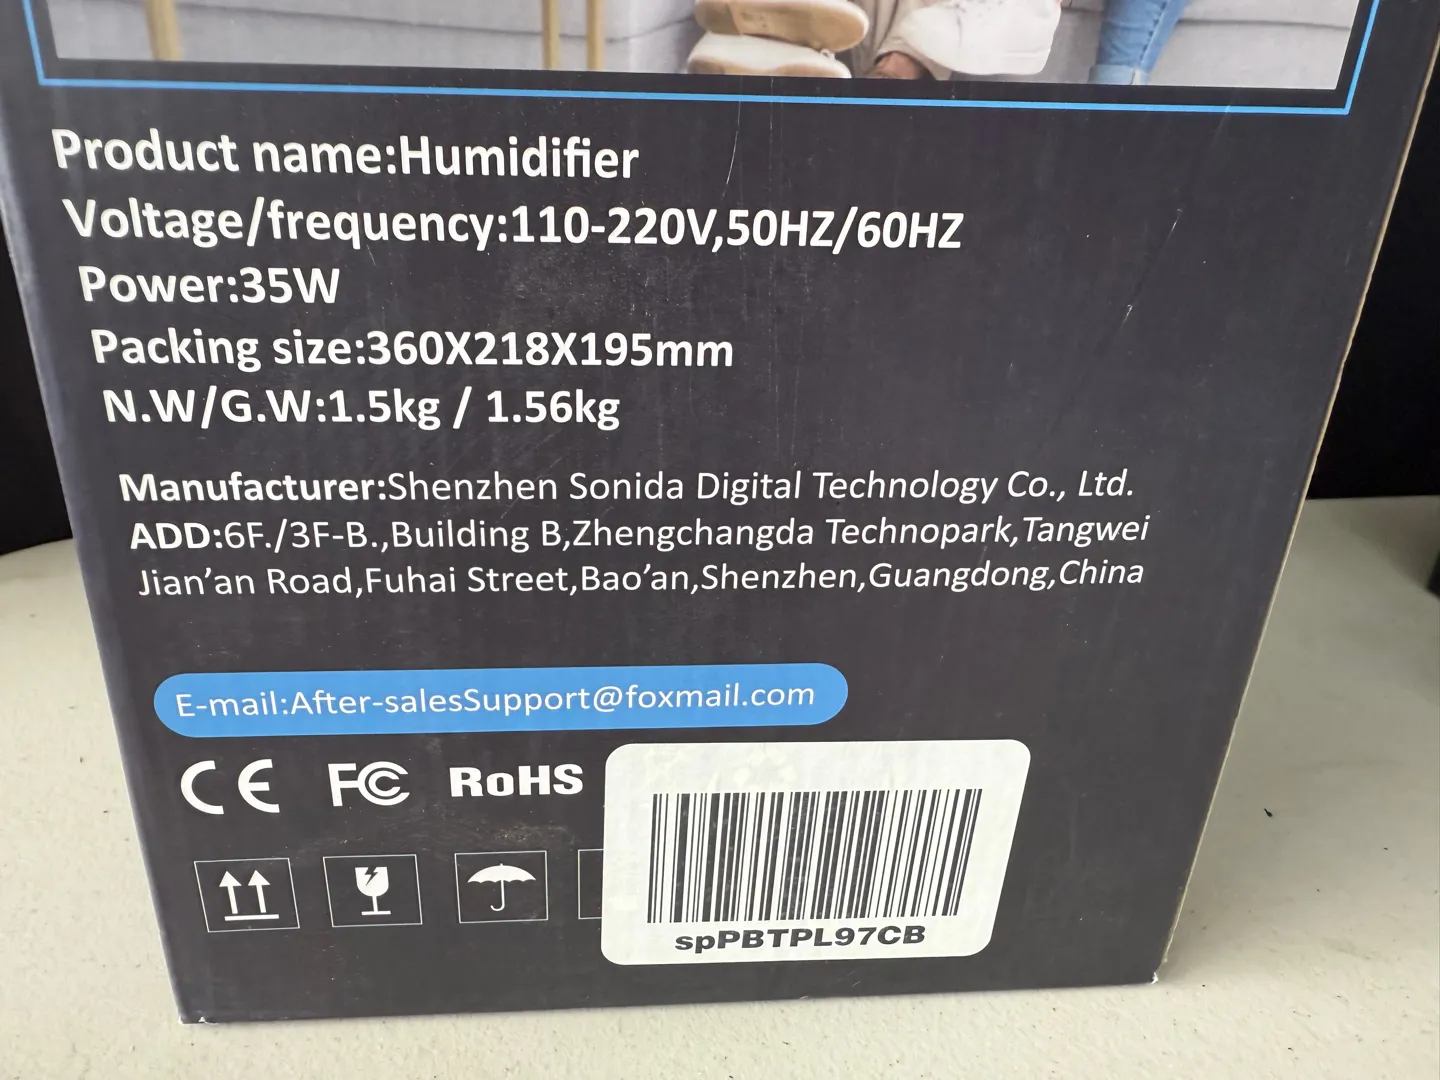 Product name:Humidifier
Voltage/frequency:110-220V,50HZ/60HZ
Power:35W
Packing size:360X218X195mm
N.W/G.W:1.5kg / 1.56kg
Manufacturer:Shenzhen Sonida Digital Technology Co., Ltd.
ADD:6F./3F-B.,Building B,Zhengchangda Technopark,Tangwei
Jian’an Road,Fuhai Street,Bao’an,Shenzhen,Guangdong,China
E-mail:After-salesSupport@foxmail.com
CE FC RoHS
spPBTPL97CB